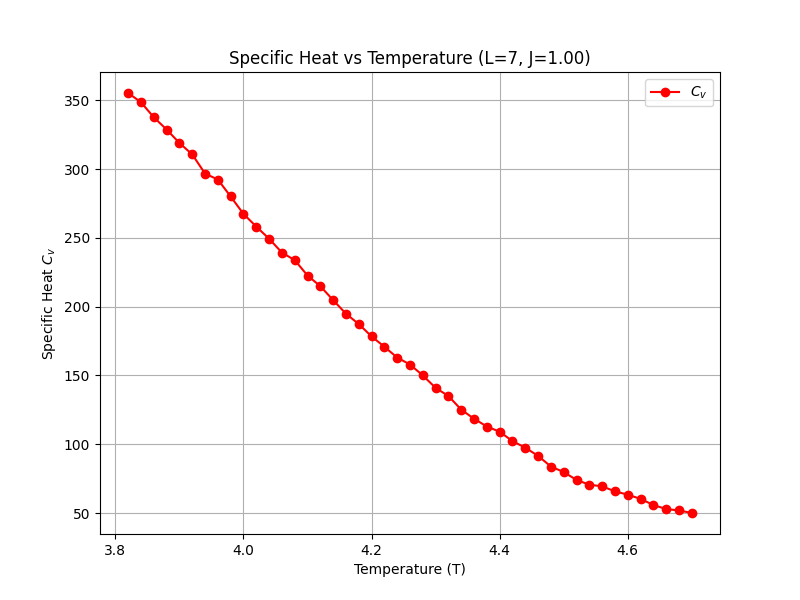 Specific Heat vs Temperature (L=7, J=1.00)
C_v
350
300
250
200
150
100
50
Specific Heat C_v
3.8 4.0 4.2 4.4 4.6
Temperature (T)